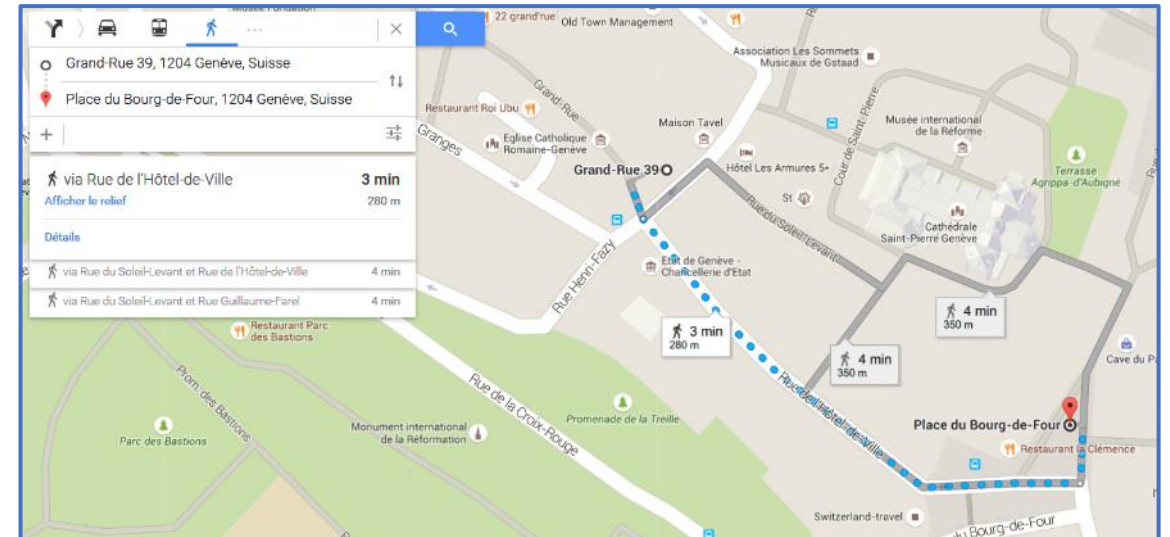 Grand-Rue 39, 1204 Genève, Suisse
Place du Bourg-de-Four, 1204 Genève, Suisse
via Rue de l'Hôtel-de-Ville
3 min
Afficher le relief
280 m
Détails
via Rue du Soleil-Levant et Rue de l'Hôtel-de-Ville
4 min
via Rue du Soleil-Levant et Rue Guillaume-Farel
4 min
22 grand'rue
Old Town Management
Association Les Sommets
Musicaux de Gstaad
Grand-Rue
Restaurant Roi Ubu
Maison Tavel
Musée international
de la Réforme
Cour de Saint-Pierre
Granges
Eglise Catholique
Romaine-Genève
Grand-Rue 39
Hôtel Les Armures 5*
Terrasse
Agrippa-d'Aubigné
St
Rue du Soleil Levant
Cathédrale
Saint-Pierre Genève
Rue Henri-Fazy
Etat de Genève -
Chancellerie d'Etat
3 min
280 m
4 min
350 m
4 min
350 m
Restaurant Parc
des Bastions
Cave du
Prom. des Bastions
Rue de la Croix-Rouge
Rue de l'Hôtel-de-Ville
Promenade de la Treille
Place du Bourg-de-Four
Parc des Bastions
Monument international
de la Réformation
Restaurant la Clémence
Switzerland-travel
du Bourg-de-Four